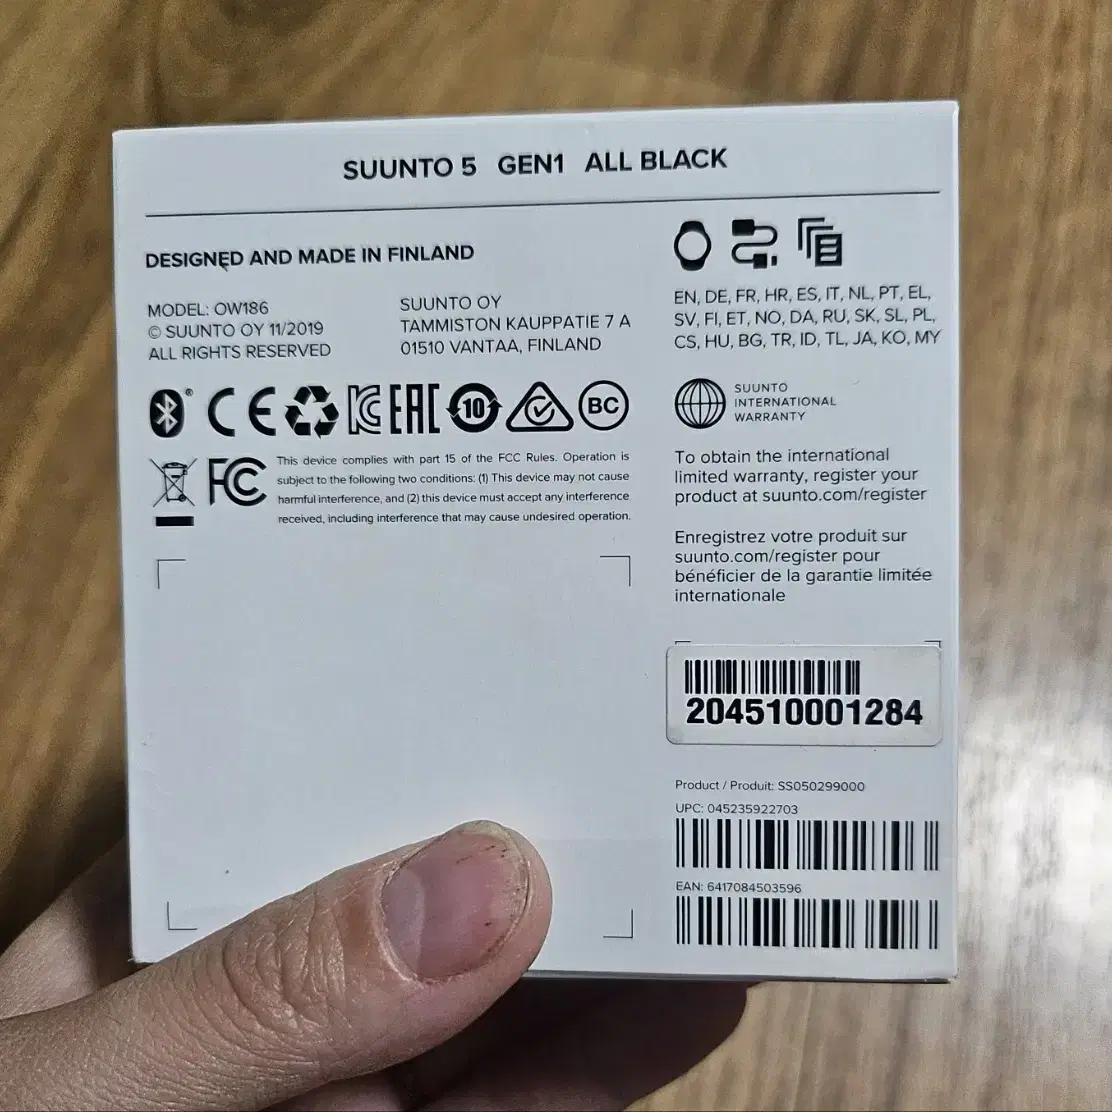 SUUNTO 5 GEN1 ALL BLACK
DESIGNED AND MADE IN FINLAND
MODEL: OW186
© SUUNTO OY 11/2019
ALL RIGHTS RESERVED
SUUNTO OY
TAMMISTON KAUPPATIE 7 A
01510 VANTAA, FINLAND
EN, DE, FR, HR, ES, IT, NL, PT, EL,
SV, FI, ET, NO, DA, RU, SK, SL, PL,
CS, HU, BG, TR, ID, TL, JA, KO, MY
® CE KC EAC 10 BC
FC
This device complies with part 15 of the FCC Rules. Operation is
subject to the following two conditions: (1) This device may not cause
harmful interference, and (2) this device must accept any interference
received, including interference that may cause undesired operation.
SUUNTO
INTERNATIONAL
WARRANTY
To obtain the international
limited warranty, register your
product at suunto.com/register
Enregistrez votre produit sur
suunto.com/register pour
bénéficier de la garantie limitée
internationale
204510001284
Product / Produit: SS050299000
UPC: 045235922703
EAN: 6417084503596